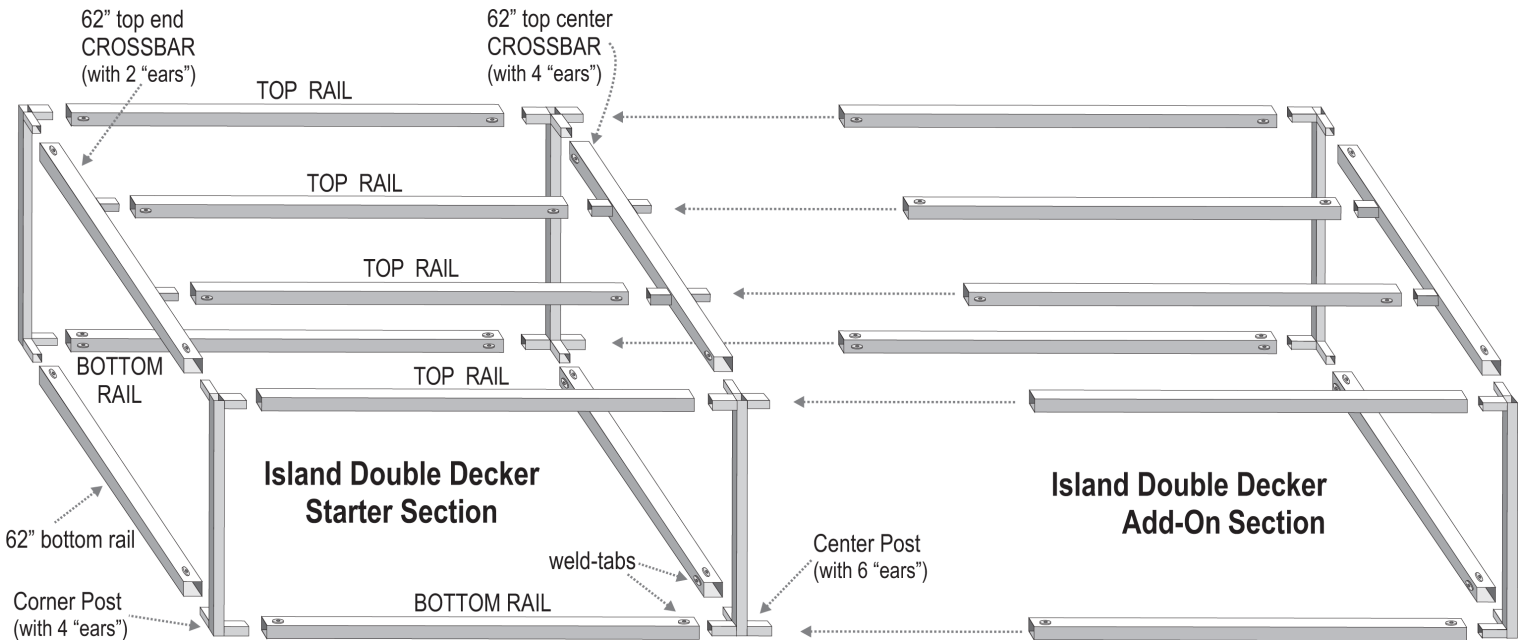 62” top end
CROSSBAR
(with 2 “ears”)
62” top center
CROSSBAR
(with 4 “ears”)
TOP RAIL
TOP RAIL
TOP RAIL
BOTTOM
RAIL
TOP RAIL
Island Double Decker
Starter Section
Island Double Decker
Add-On Section
62” bottom rail
weld-tabs
Center Post
(with 6 “ears”)
Corner Post
(with 4 “ears”)
BOTTOM RAIL